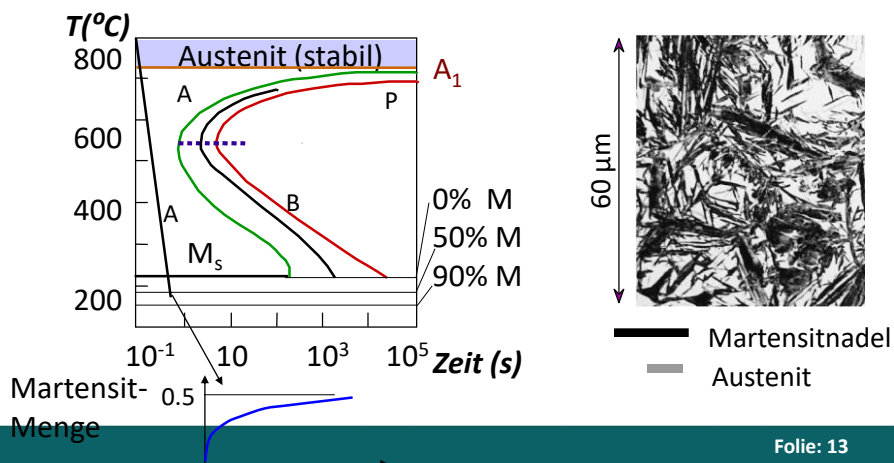 T(°C)
800
Austenit (stabil)
A₁
A
P
600
400
A
B
0% M
50% M
Mₛ
90% M
200
10⁻¹
10
10³
10⁵
Zeit (s)
Martensit-
Menge
0.5
60 µm
Martensitnadel
Austenit
Folie: 13